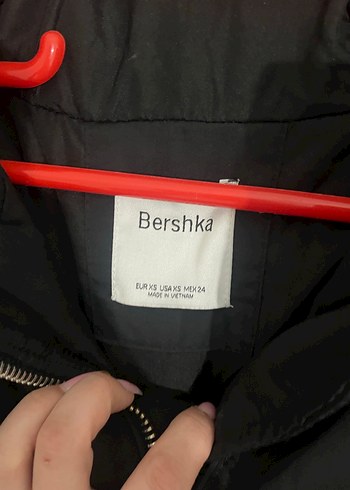 Bershka
EUR XS USA XS MEX 24
MADE IN VIETNAM